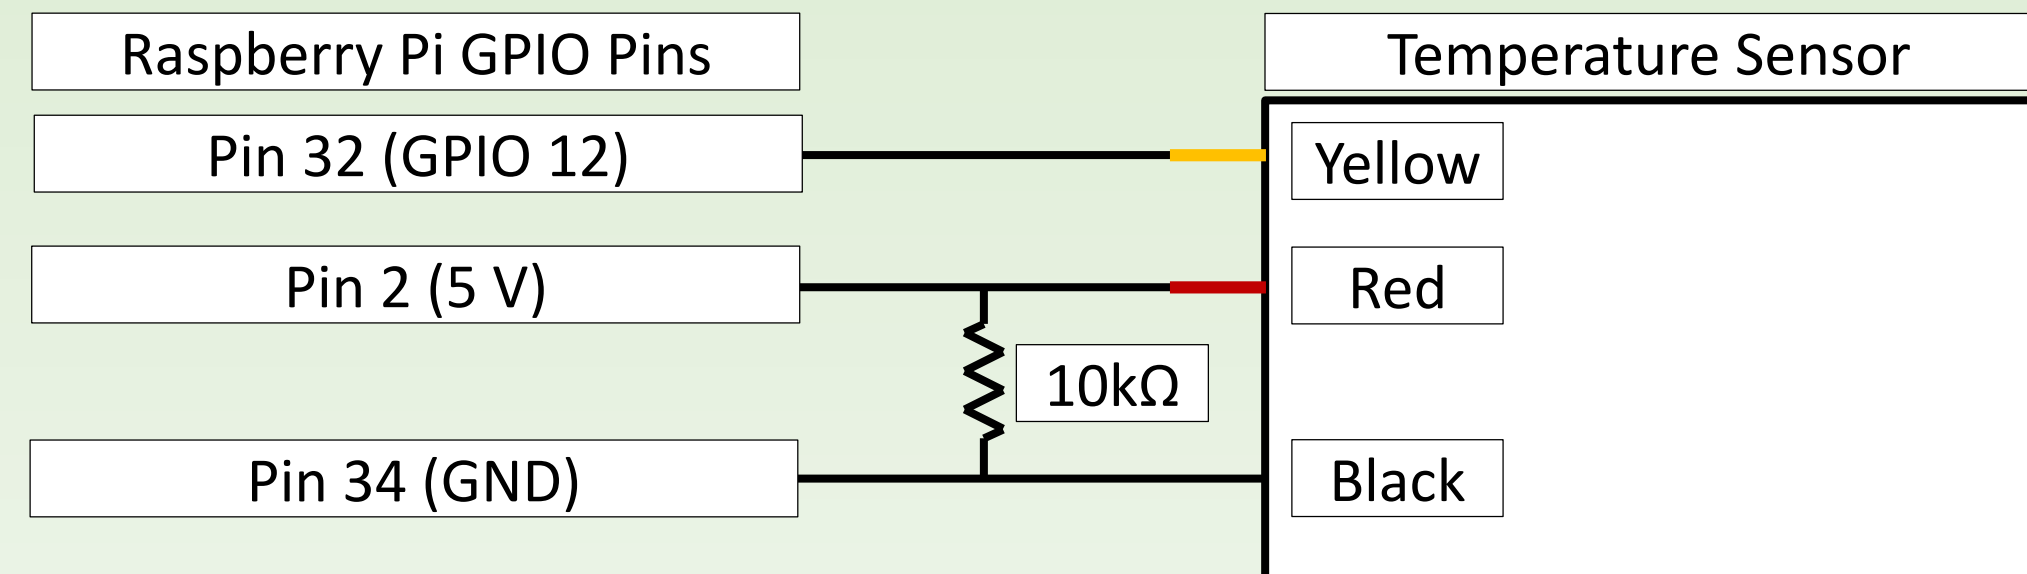 Raspberry Pi GPIO Pins
Temperature Sensor
Pin 32 (GPIO 12)
Yellow
Pin 2 (5 V)
Red
10kΩ
Pin 34 (GND)
Black